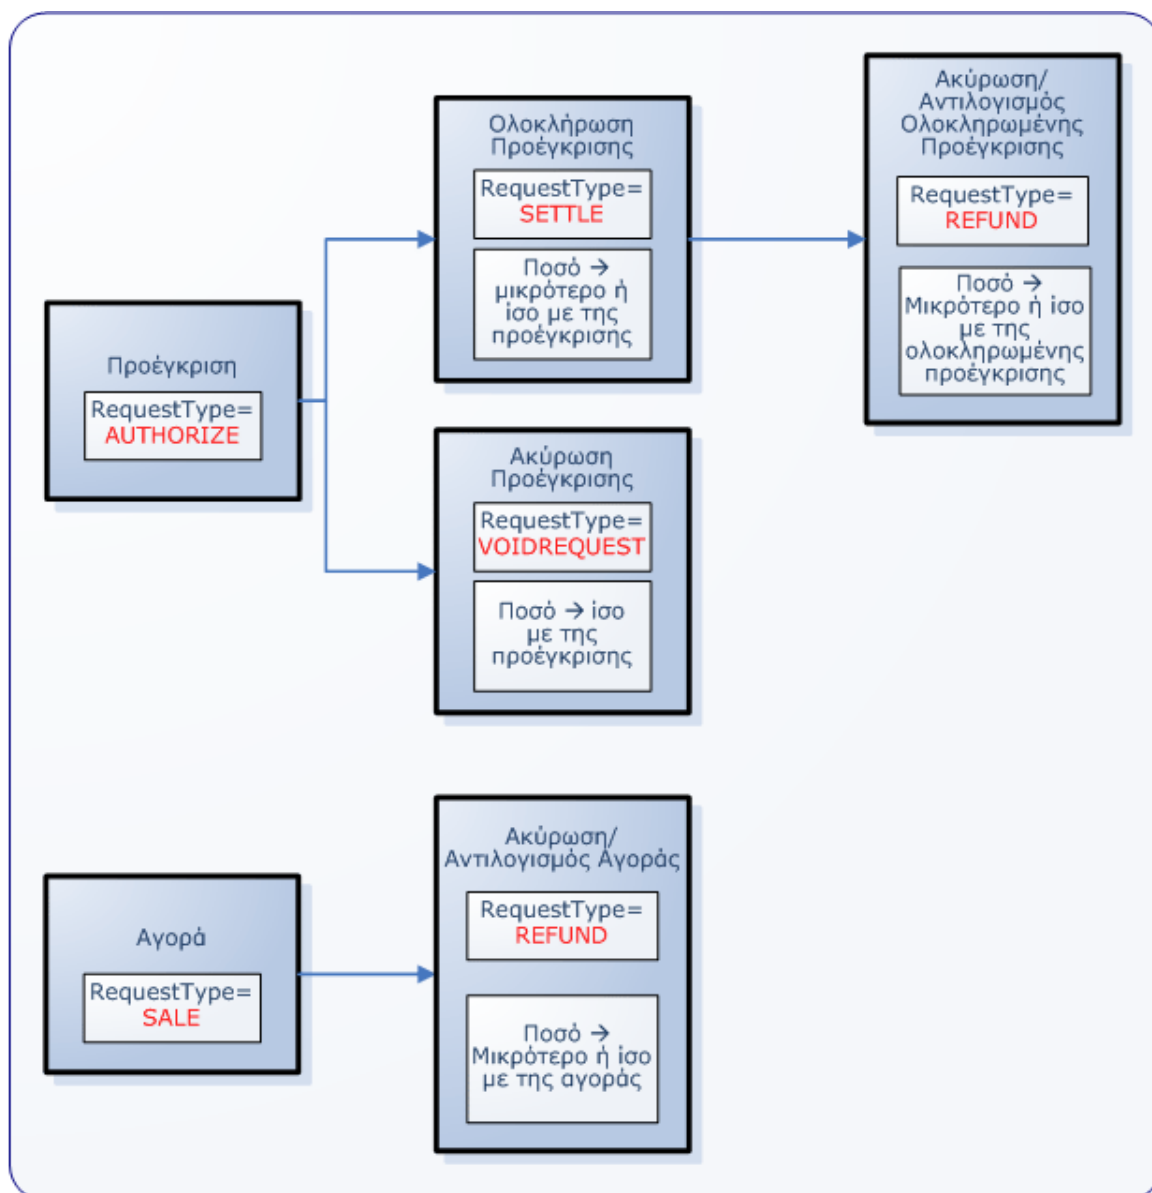 Προέγκριση
RequestType=
AUTHORIZE
Ολοκλήρωση
Προέγκρισης
RequestType=
SETTLE
Ποσό →
μικρότερο ή
ίσο με της
προέγκρισης
Ακύρωση/
Αντιλογισμός
Ολοκληρωμένης
Προέγκρισης
RequestType=
REFUND
Ποσό →
Μικρότερο ή ίσο
με της
ολοκληρωμένης
προέγκρισης
Ακύρωση
Προέγκρισης
RequestType=
VOIDREQUEST
Ποσό → ίσο
με της
προέγκρισης
Αγορά
RequestType=
SALE
Ακύρωση/
Αντιλογισμός Αγοράς
RequestType=
REFUND
Ποσό →
Μικρότερο ή ίσο
με της αγοράς